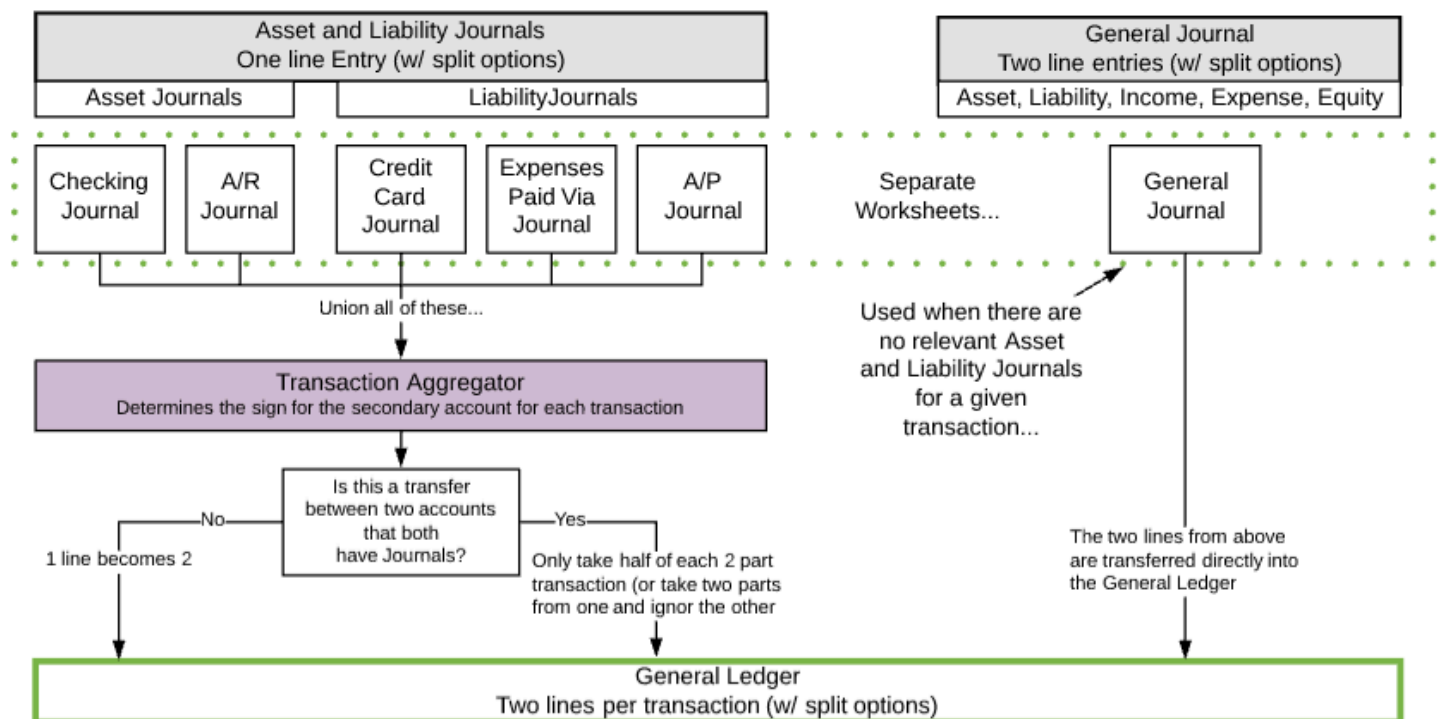 Asset and Liability Journals
One line Entry (w/ split options)
Asset Journals
LiabilityJournals
General Journal
Two line entries (w/ split options)
Asset, Liability, Income, Expense, Equity
Checking
Journal
A/R
Journal
Credit
Card
Journal
Expenses
Paid Via
Journal
A/P
Journal
Separate
Worksheets...
General
Journal
Union all of these...
Used when there are
no relevant Asset
and Liability Journals
for a given
transaction...
Transaction Aggregator
Determines the sign for the secondary account for each transaction
Is this a transfer
between two accounts
that both
have Journals?
No
Yes
1 line becomes 2
Only take half of each 2 part
transaction (or take two parts
from one and ignor the other
The two lines from above
are transferred directly into
the General Ledger
General Ledger
Two lines per transaction (w/ split options)